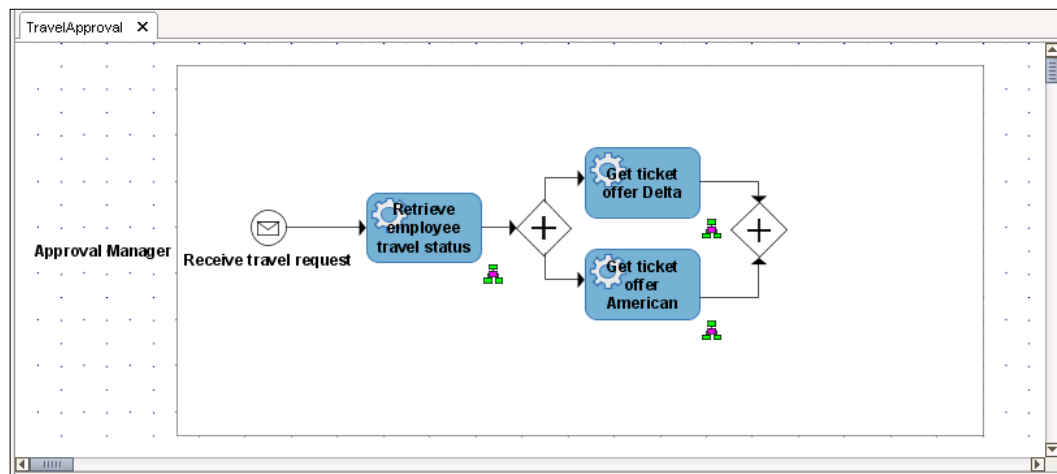 TravelApproval X
Approval Manager
Receive travel request
Retrieve
employee
travel status
Get ticket
offer Delta
Get ticket
offer
American